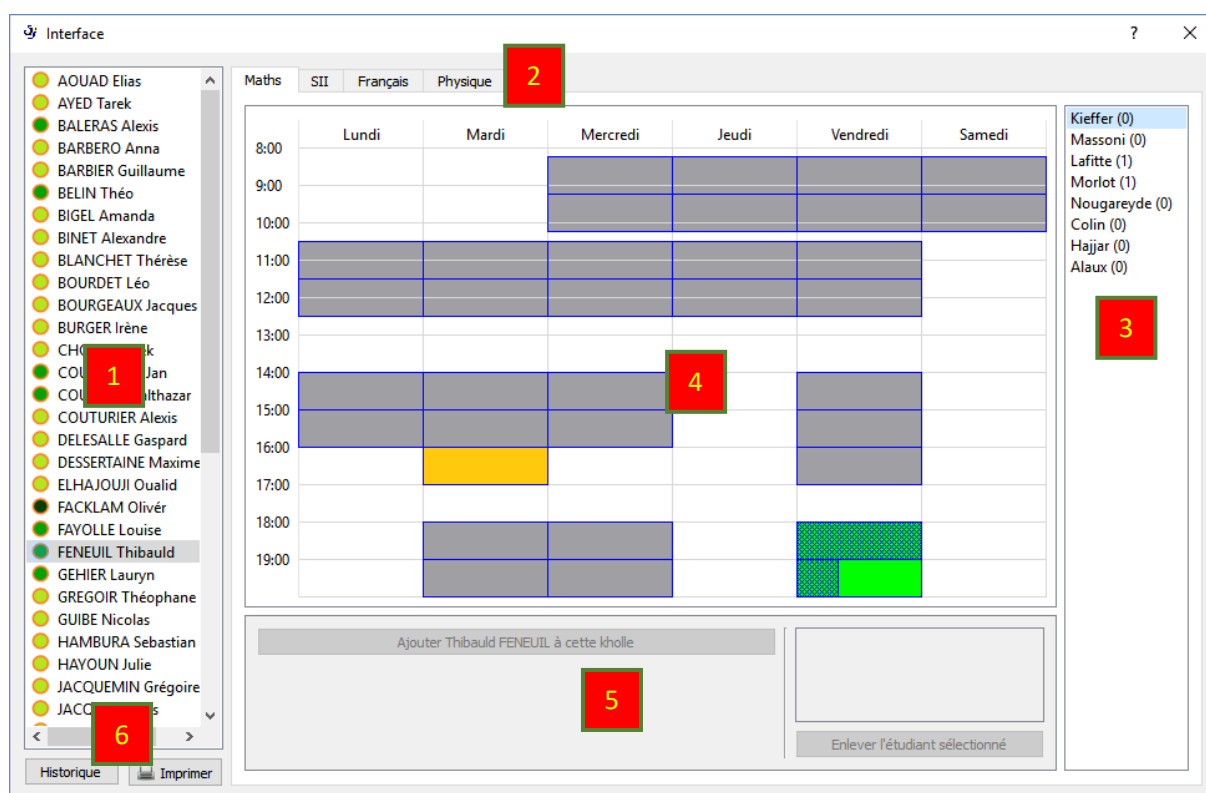 Interface
?
AOUAD Elias
AYED Tarek
BALERAS Alexis
BARBERO Anna
BARBIER Guillaume
BELIN Théo
BIGEL Amanda
BINET Alexandre
BLANCHET Thérèse
BOURDET Léo
BOURGEAUX Jacques
BURGER Irène
1
COUTURIER Alexis
DELESALLE Gaspard
DESSERTAINE Maxime
ELHAJOUJI Oualid
FACKLAM Olivér
FAYOLLE Louise
FENEUIL Thibauld
GEHIER Lauryn
GREGOIR Théophane
GUIBE Nicolas
HAMBURA Sebastian
HAYOUN Julie
JACQUEMIN Grégoire
6
Historique Imprimer
Maths SII Français Physique 2
Lundi Mardi Mercredi Jeudi Vendredi Samedi
8:00
9:00
10:00
11:00
12:00
13:00
14:00
4
15:00
16:00
17:00
18:00
19:00
Kieffer (0)
Massoni (0)
Lafitte (1)
Morlot (1)
Nougareyde (0)
Colin (0)
Hajjar (0)
Alaux (0)
3
Ajouter Thibauld FENEUIL à cette kholle
5
Enlever l'étudiant sélectionné